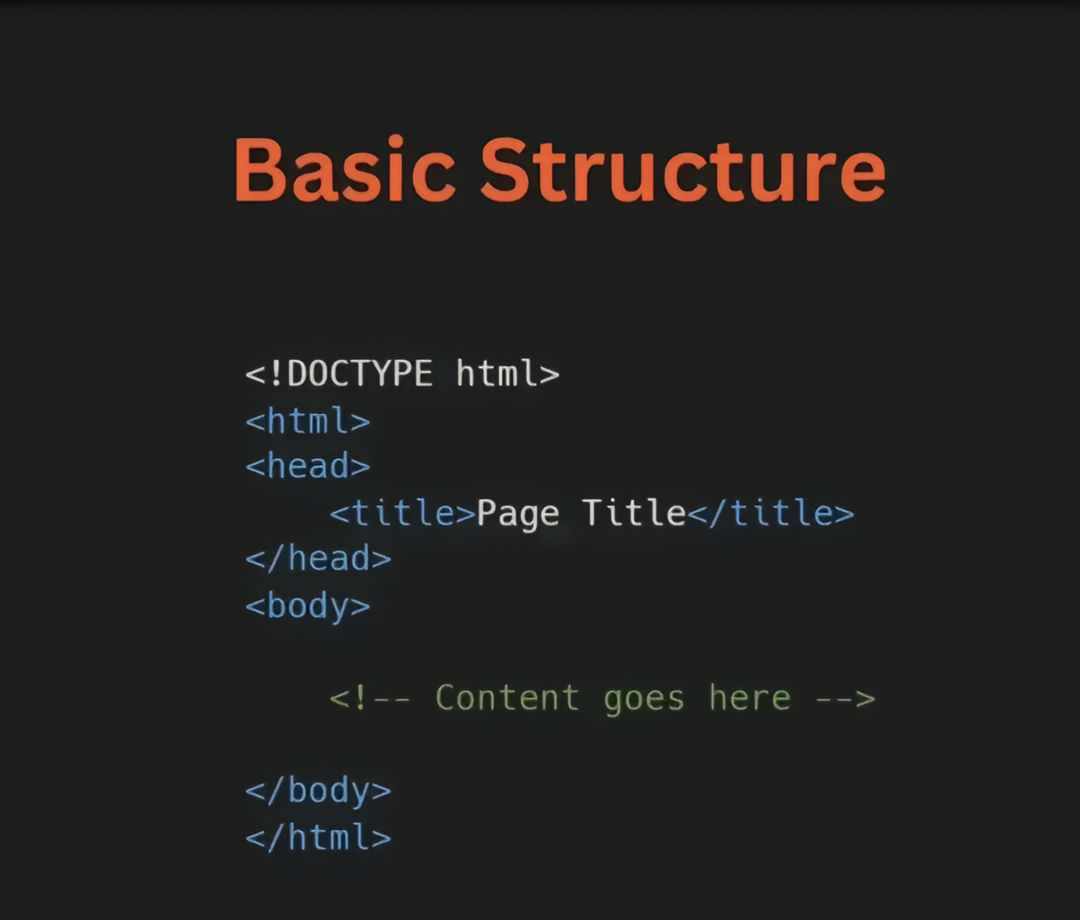 Basic Structure
<!DOCTYPE html>
<html>
<head>
    <title>Page Title</title>
</head>
<body>
    <!-- Content goes here -->
</body>
</html>